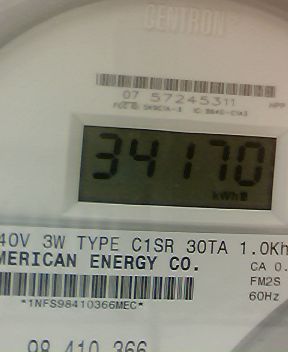 CENTRON
07 57245311
34170
kWh
40V 3W TYPE C1SR 30TA 1.0Kh
MERICAN ENERGY CO.
CA 0.
FM2S
*1NFS98410366MEC*
60Hz
98 410 366